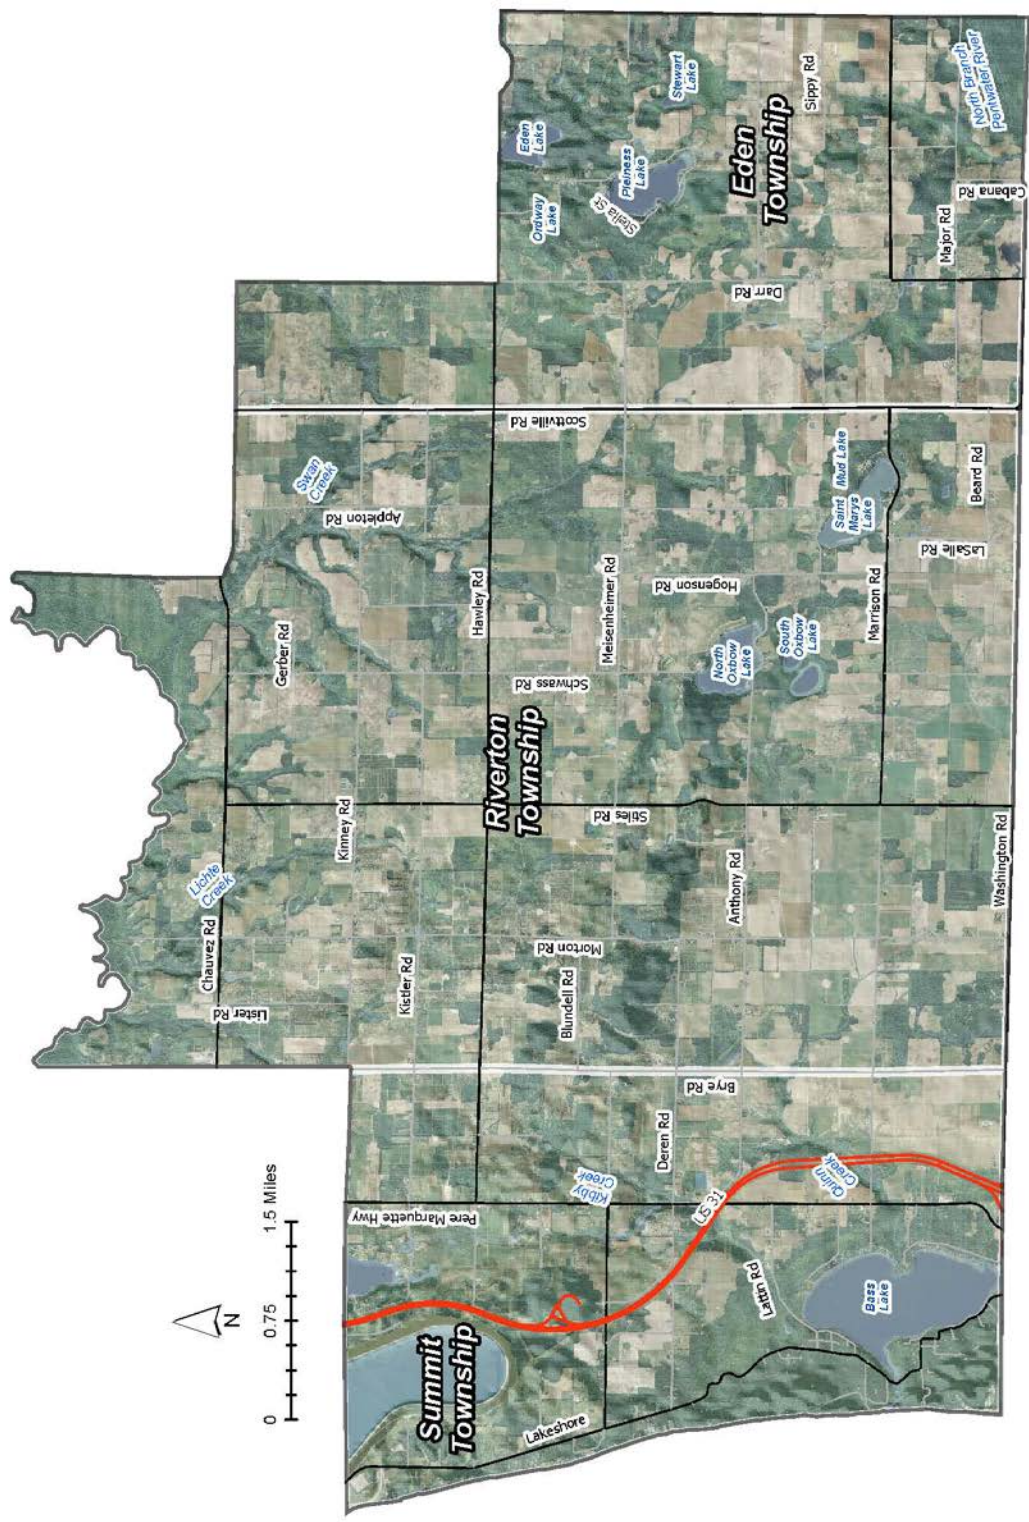 0 0.75 1.5 Miles
N
Summit
Township
Riverton
Township
Eden
Township
Lakeshore
Pere Marquette Hwy
US 31
Lattin Rd
Bass
Lake
Kibby
Creek
Quinn
Creek
Deren Rd
Brye Rd
Lister Rd
Chauvez Rd
Lichte
Creek
Kistler Rd
Kinney Rd
Blundell Rd
Morton Rd
Anthony Rd
Washington Rd
Stiles Rd
Gerber Rd
Schwass Rd
Hawley Rd
Meisenheimer Rd
Hogenson Rd
North
Oxbow
Lake
South
Oxbow
Lake
Marrison Rd
Appleton Rd
Swan
Creek
Scottville Rd
Saint
Marys
Lake
Mud Lake
LaSalle Rd
Beard Rd
Darr Rd
Ordway
Lake
Eden
Lake
Stella St
Pleiness
Lake
Stewart
Lake
Sippy Rd
Major Rd
Cabana Rd
North Branch
Pentwater River